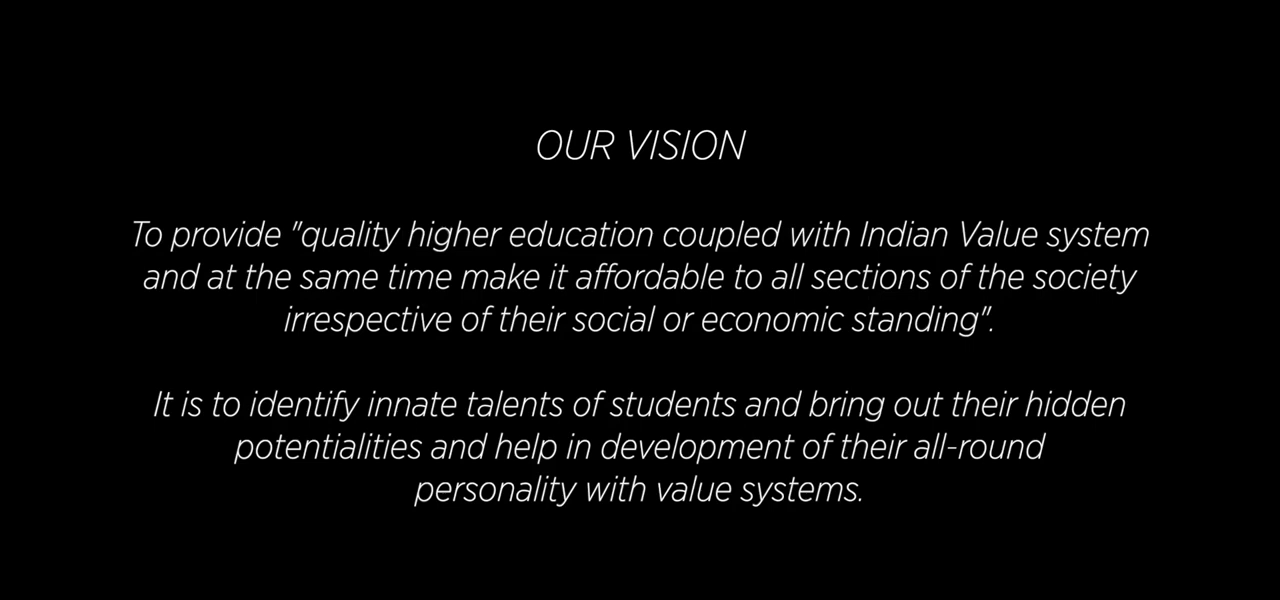 OUR VISION
To provide "quality higher education coupled with Indian Value system
and at the same time make it affordable to all sections of the society
irrespective of their social or economic standing".
It is to identify innate talents of students and bring out their hidden
potentialities and help in development of their all-round
personality with value systems.